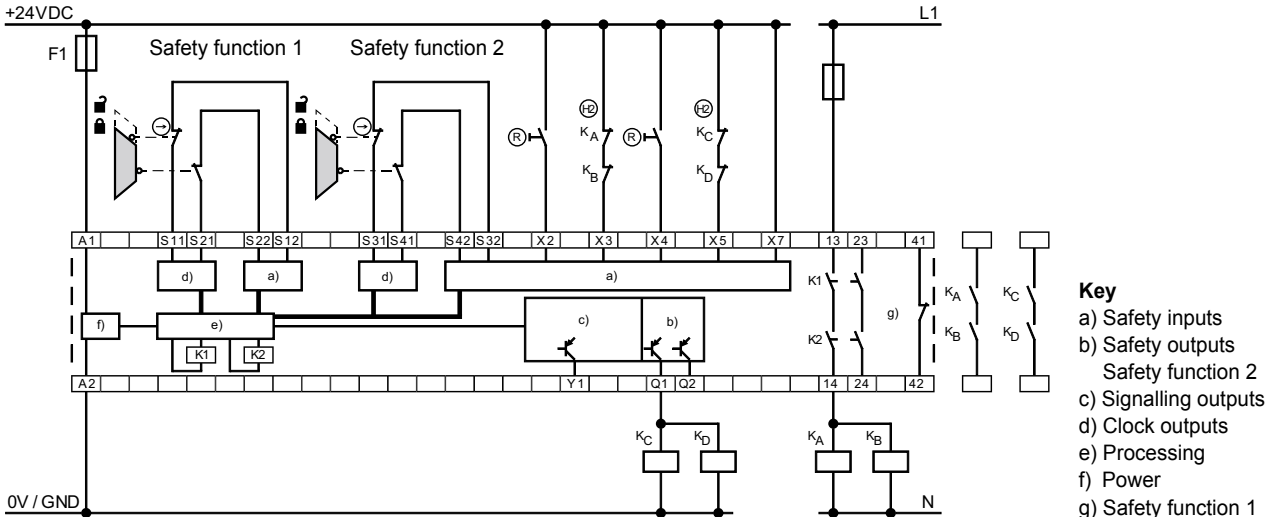 +24VDC
L1
F1
Safety function 1
Safety function 2
H2
H2
R
KA
R
KC
KB
KD
A1 S11 S21 S22 S12 S31 S41 S42 S32 X2 X3 X4 X5 X7 13 23 41
d)
a)
d)
a)
K1
g)
KA
KC
f)
e)
c)
b)
K1
K2
K2
KB
KD
A2 Y1 Q1 Q2 14 24 42
KC
KD
KA
KB
0V / GND
N
Key
a) Safety inputs
b) Safety outputs
Safety function 2
c) Signalling outputs
d) Clock outputs
e) Processing
f) Power
g) Safety function 1